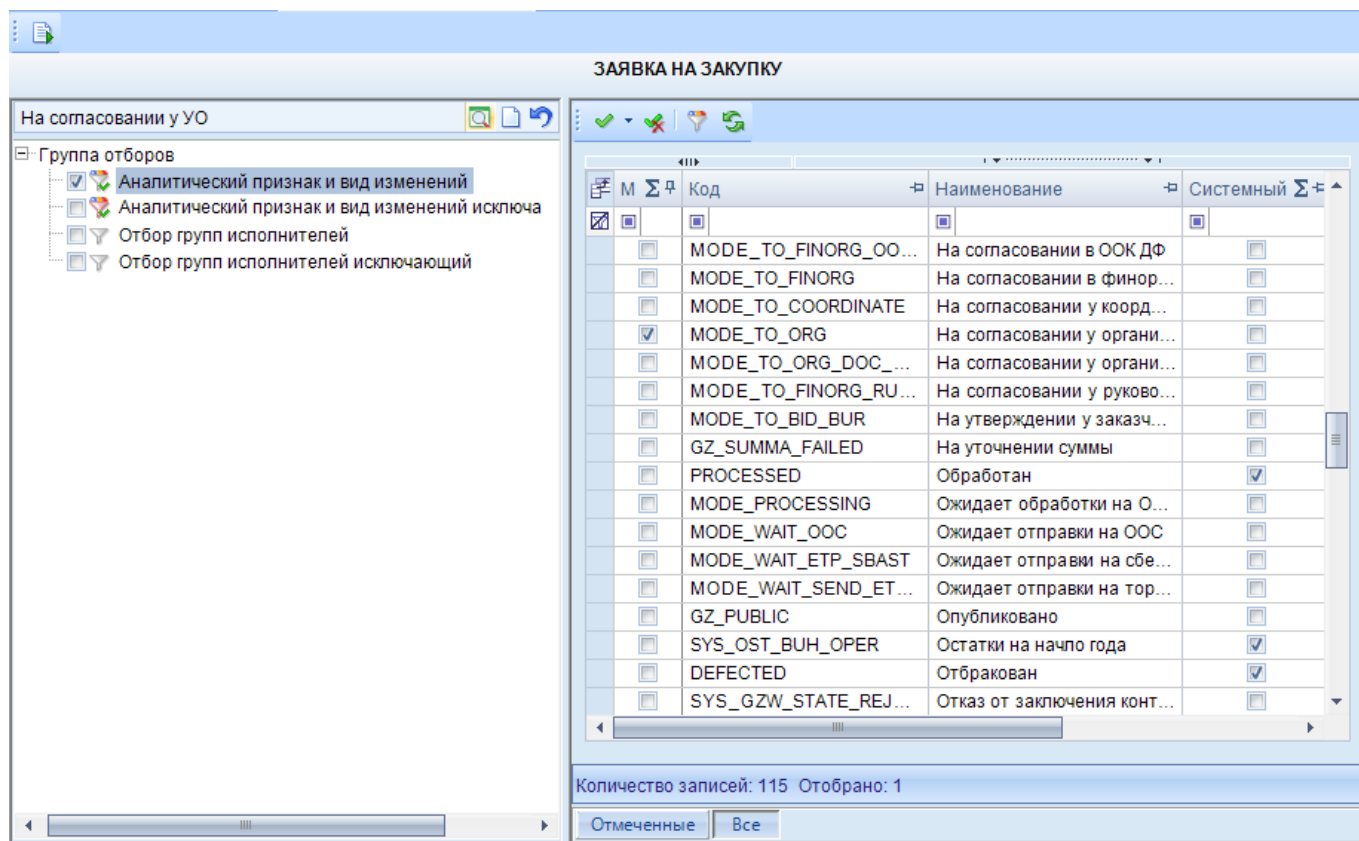 ЗАЯВКА НА ЗАКУПКУ
На согласовании у УО
Группа отборов
Аналитический признак и вид изменений
Аналитический признак и вид изменений исключа
Отбор групп исполнителей
Отбор групп исполнителей исключающий
М Σ Код Наименование Системный Σ
MODE_TO_FINORG_OO... На согласовании в ООК ДФ
MODE_TO_FINORG На согласовании в финор...
MODE_TO_COORDINATE На согласовании у коорд...
MODE_TO_ORG На согласовании у органи...
MODE_TO_ORG_DOC_... На согласовании у органи...
MODE_TO_FINORG_RU... На согласовании у руково...
MODE_TO_BID_BUR На утверждении у заказч...
GZ_SUMMA_FAILED На уточнении суммы
PROCESSED Обработан
MODE_PROCESSING Ожидает обработки на О...
MODE_WAIT_OOC Ожидает отправки на ООС
MODE_WAIT_ETP_SBAST Ожидает отправки на сбе...
MODE_WAIT_SEND_ET... Ожидает отправки на тор...
GZ_PUBLIC Опубликовано
SYS_OST_BUH_OPER Остатки на начло года
DEFECTED Отбракован
SYS_GZW_STATE_REJ... Отказ от заключения конт...
Количество записей: 115 Отобрано: 1
Отмеченные Все